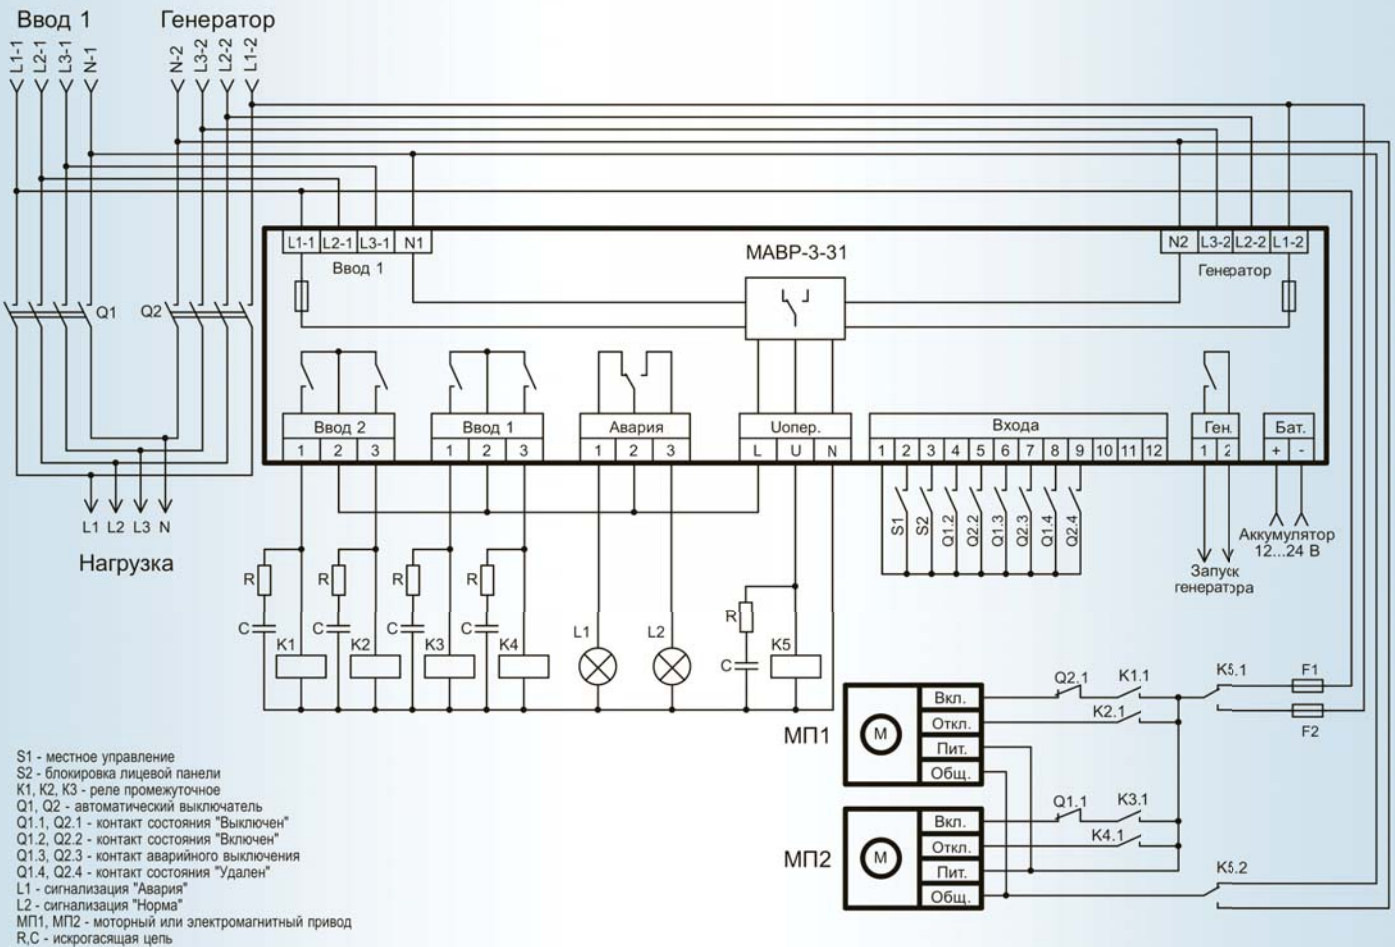 Ввод 1 Генератор
L1-1 L2-1 L3-1 N-1 N-2 L3-2 L2-2 L1-2
L1-1 L2-1 L3-1 N1 N2 L3-2 L2-2 L1-2
Ввод 1 МАВР-3-31 Генератор
Q1 Q2
Ввод 2 Ввод 1 Авария Uопер. Входа Ген. Бат.
1 2 3 1 2 3 1 2 3 L U N 1 2 3 4 5 6 7 8 9 10 11 12 1 2 + -
S1 S2 Q1.2 Q2.2 Q1.3 Q2.3 Q1.4 Q2.4
L1 L2 L3 N
Нагрузка
Аккумулятор
12...24 В
Запуск
генератора
R R R R R
C C C C C
K1 K2 K3 K4 L1 L2 K5
МП1
M
Вкл.
Откл.
Пит.
Общ.
Q2.1 K1.1 K5.1 F1
K2.1 F2
МП2
M
Вкл.
Откл.
Пит.
Общ.
Q1.1 K3.1
K4.1 K5.2
S1 - местное управление
S2 - блокировка лицевой панели
K1, K2, K3 - реле промежуточное
Q1, Q2 - автоматический выключатель
Q1.1, Q2.1 - контакт состояния "Выключен"
Q1.2, Q2.2 - контакт состояния "Включен"
Q1.3, Q2.3 - контакт аварийного выключения
Q1.4, Q2.4 - контакт состояния "Удален"
L1 - сигнализация "Авария"
L2 - сигнализация "Норма"
МП1, МП2 - моторный или электромагнитный привод
R,C - искрогасящая цепь